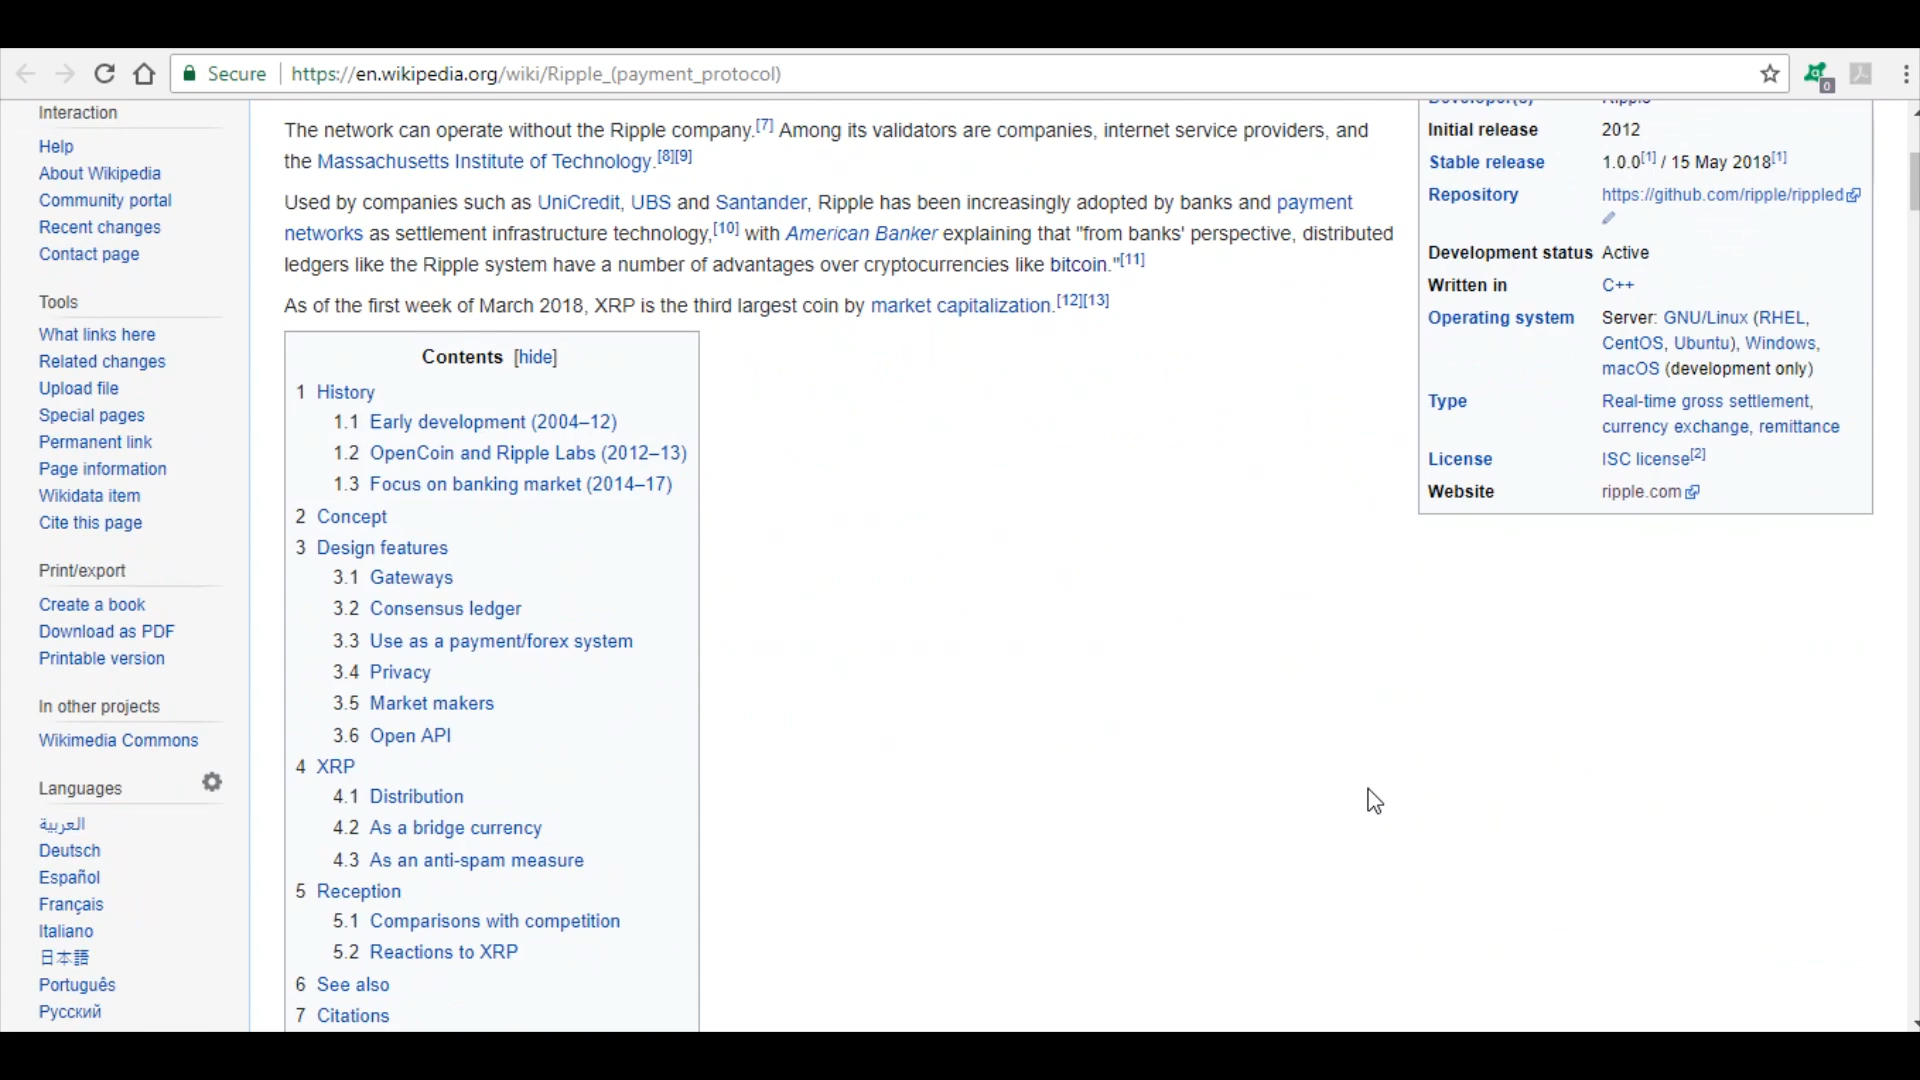 Secure https://en.wikipedia.org/wiki/Ripple_(payment_protocol)
0
Interaction
Help
About Wikipedia
Community portal
Recent changes
Contact page
Tools
What links here
Related changes
Upload file
Special pages
Permanent link
Page information
Wikidata item
Cite this page
Print/export
Create a book
Download as PDF
Printable version
In other projects
Wikimedia Commons
Languages
العربية
Deutsch
Español
Français
Italiano
日本語
Português
Русский
The network can operate without the Ripple company.[7] Among its validators are companies, internet service providers, and
the Massachusetts Institute of Technology.[8][9]
Used by companies such as UniCredit, UBS and Santander, Ripple has been increasingly adopted by banks and payment
networks as settlement infrastructure technology,[10] with American Banker explaining that "from banks' perspective, distributed
ledgers like the Ripple system have a number of advantages over cryptocurrencies like bitcoin."[11]
As of the first week of March 2018, XRP is the third largest coin by market capitalization.[12][13]
Contents [hide]
1 History
1.1 Early development (2004–12)
1.2 OpenCoin and Ripple Labs (2012–13)
1.3 Focus on banking market (2014–17)
2 Concept
3 Design features
3.1 Gateways
3.2 Consensus ledger
3.3 Use as a payment/forex system
3.4 Privacy
3.5 Market makers
3.6 Open API
4 XRP
4.1 Distribution
4.2 As a bridge currency
4.3 As an anti-spam measure
5 Reception
5.1 Comparisons with competition
5.2 Reactions to XRP
6 See also
7 Citations
Developer(s) Ripple
Initial release 2012
Stable release 1.0.0[1] / 15 May 2018[1]
Repository https://github.com/ripple/rippled
Development status Active
Written in C++
Operating system Server: GNU/Linux (RHEL,
CentOS, Ubuntu), Windows,
macOS (development only)
Type Real-time gross settlement,
currency exchange, remittance
License ISC license[2]
Website ripple.com